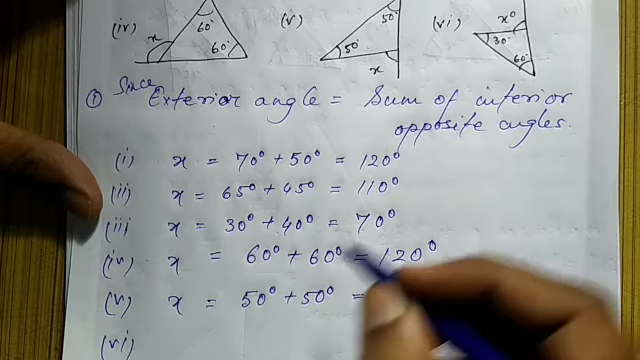 (iv) x 60° 60° (v) 50° 50° x (vi) x° 30° 60°
① Since Exterior angle = Sum of interior
opposite angles.
(i) x = 70° + 50° = 120°
(ii) x = 65° + 45° = 110°
(iii) x = 30° + 40° = 70°
(iv) x = 60° + 60° = 120°
(v) x = 50° + 50° =
(vi)